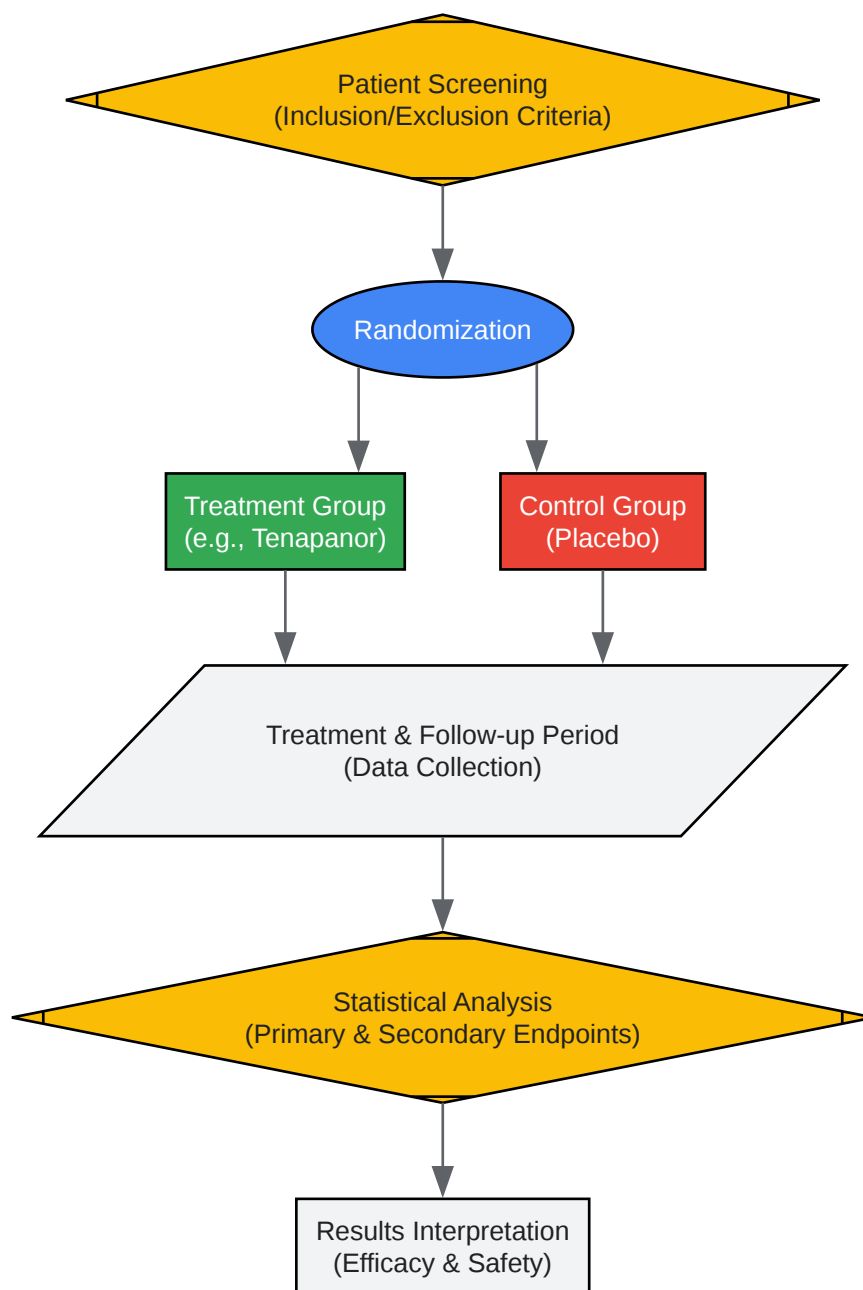 Patient Screening
(Inclusion/Exclusion Criteria)
Randomization
Treatment Group
(e.g., Tenapanor)
Control Group
(Placebo)
Treatment & Follow-up Period
(Data Collection)
Statistical Analysis
(Primary & Secondary Endpoints)
Results Interpretation
(Efficacy & Safety)